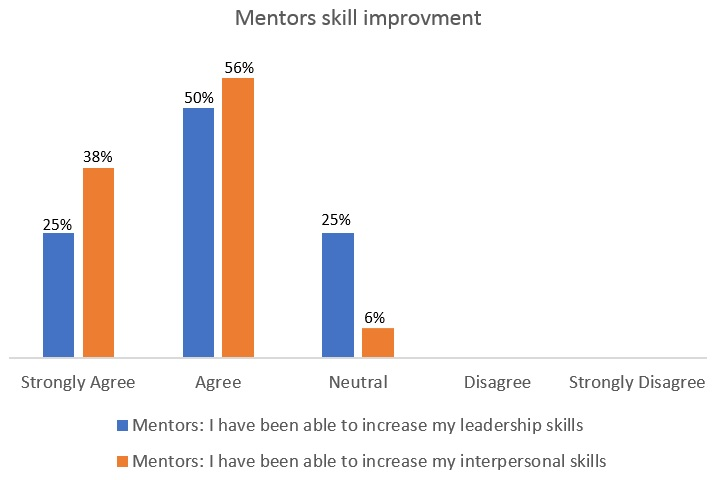 Mentors skill improvment
56%
50%
38%
25%
25%
6%
Strongly Agree
Agree
Neutral
Disagree
Strongly Disagree
Mentors: I have been able to increase my leadership skills
Mentors: I have been able to increase my interpersonal skills